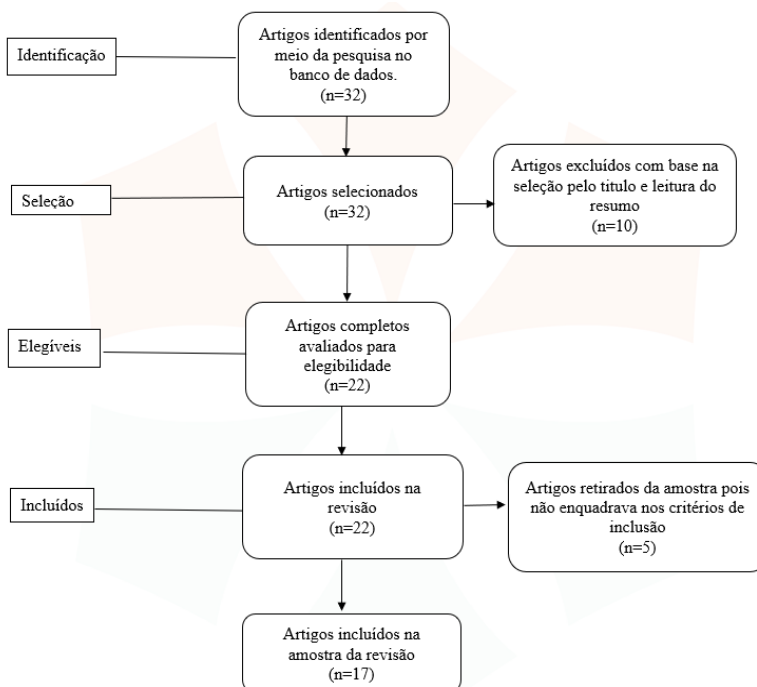 Identificação
Artigos identificados por
meio da pesquisa no
banco de dados.
(n=32)
Seleção
Artigos selecionados
(n=32)
Artigos excluídos com base na
seleção pelo titulo e leitura do
resumo
(n=10)
Elegíveis
Artigos completos
avaliados para
elegibilidade
(n=22)
Incluídos
Artigos incluídos na
revisão
(n=22)
Artigos retirados da amostra pois
não enquadrava nos critérios de
inclusão
(n=5)
Artigos incluídos na
amostra da revisão
(n=17)